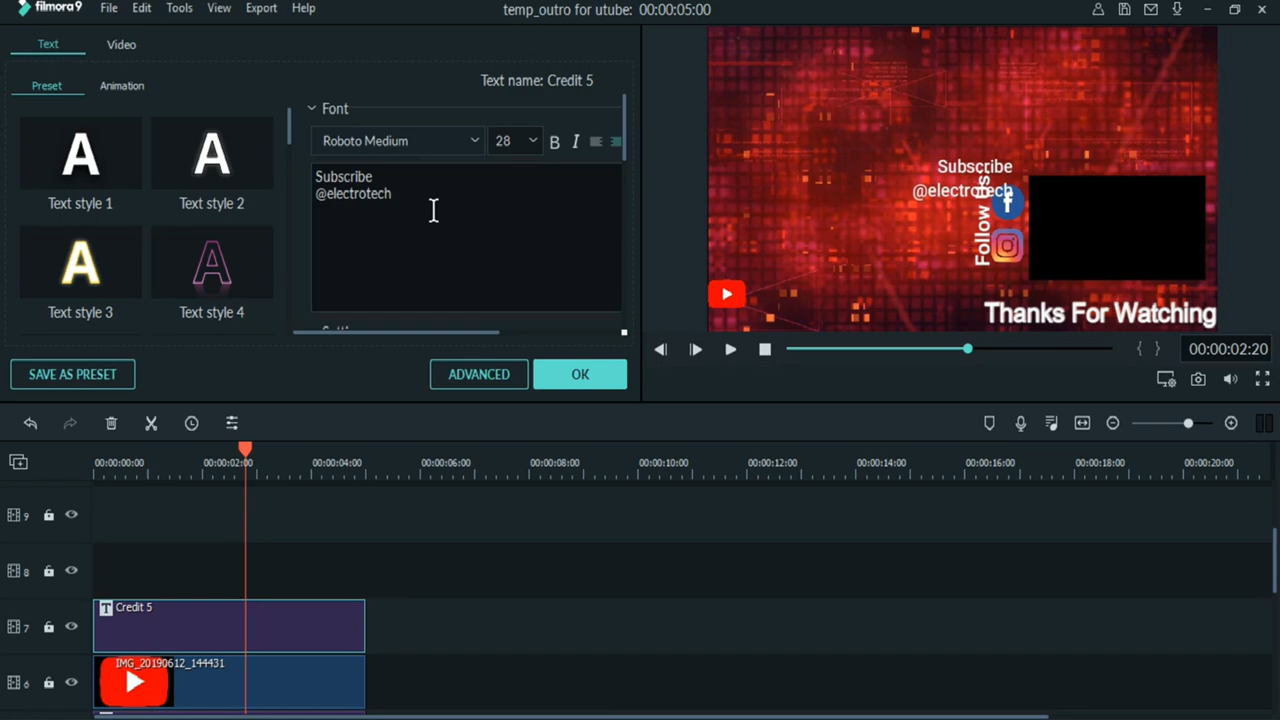 filmora9 File Edit Tools View Export Help temp_outro for utube: 00:00:05:00
Text Video
Preset Animation
Text name: Credit 5
Font
Roboto Medium 28 B I
Subscribe
@electrotech
A A
Text style 1 Text style 2
A A
Text style 3 Text style 4
SAVE AS PRESET ADVANCED OK
Subscribe
@electrotech
Follow Us:
f
Thanks For Watching
{ } 00:00:02:20
00:00:00:00 00:00:02:00 00:00:04:00 00:00:06:00 00:00:08:00 00:00:10:00 00:00:12:00 00:00:14:00 00:00:16:00 00:00:18:00 00:00:20:00
9
8
7 T Credit 5
6 IMG_20190612_144431